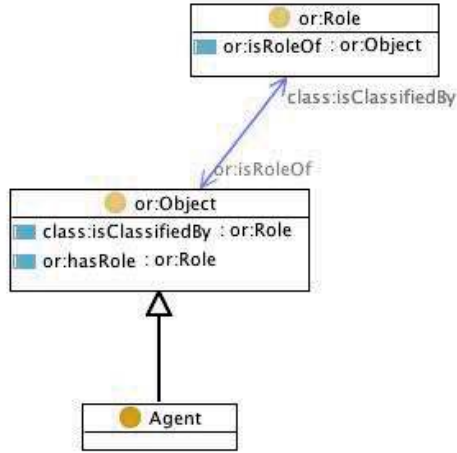 or:Role
or:isRoleOf : or:Object
class:isClassifiedBy
or:isRoleOf
or:Object
class:isClassifiedBy : or:Role
or:hasRole : or:Role
Agent